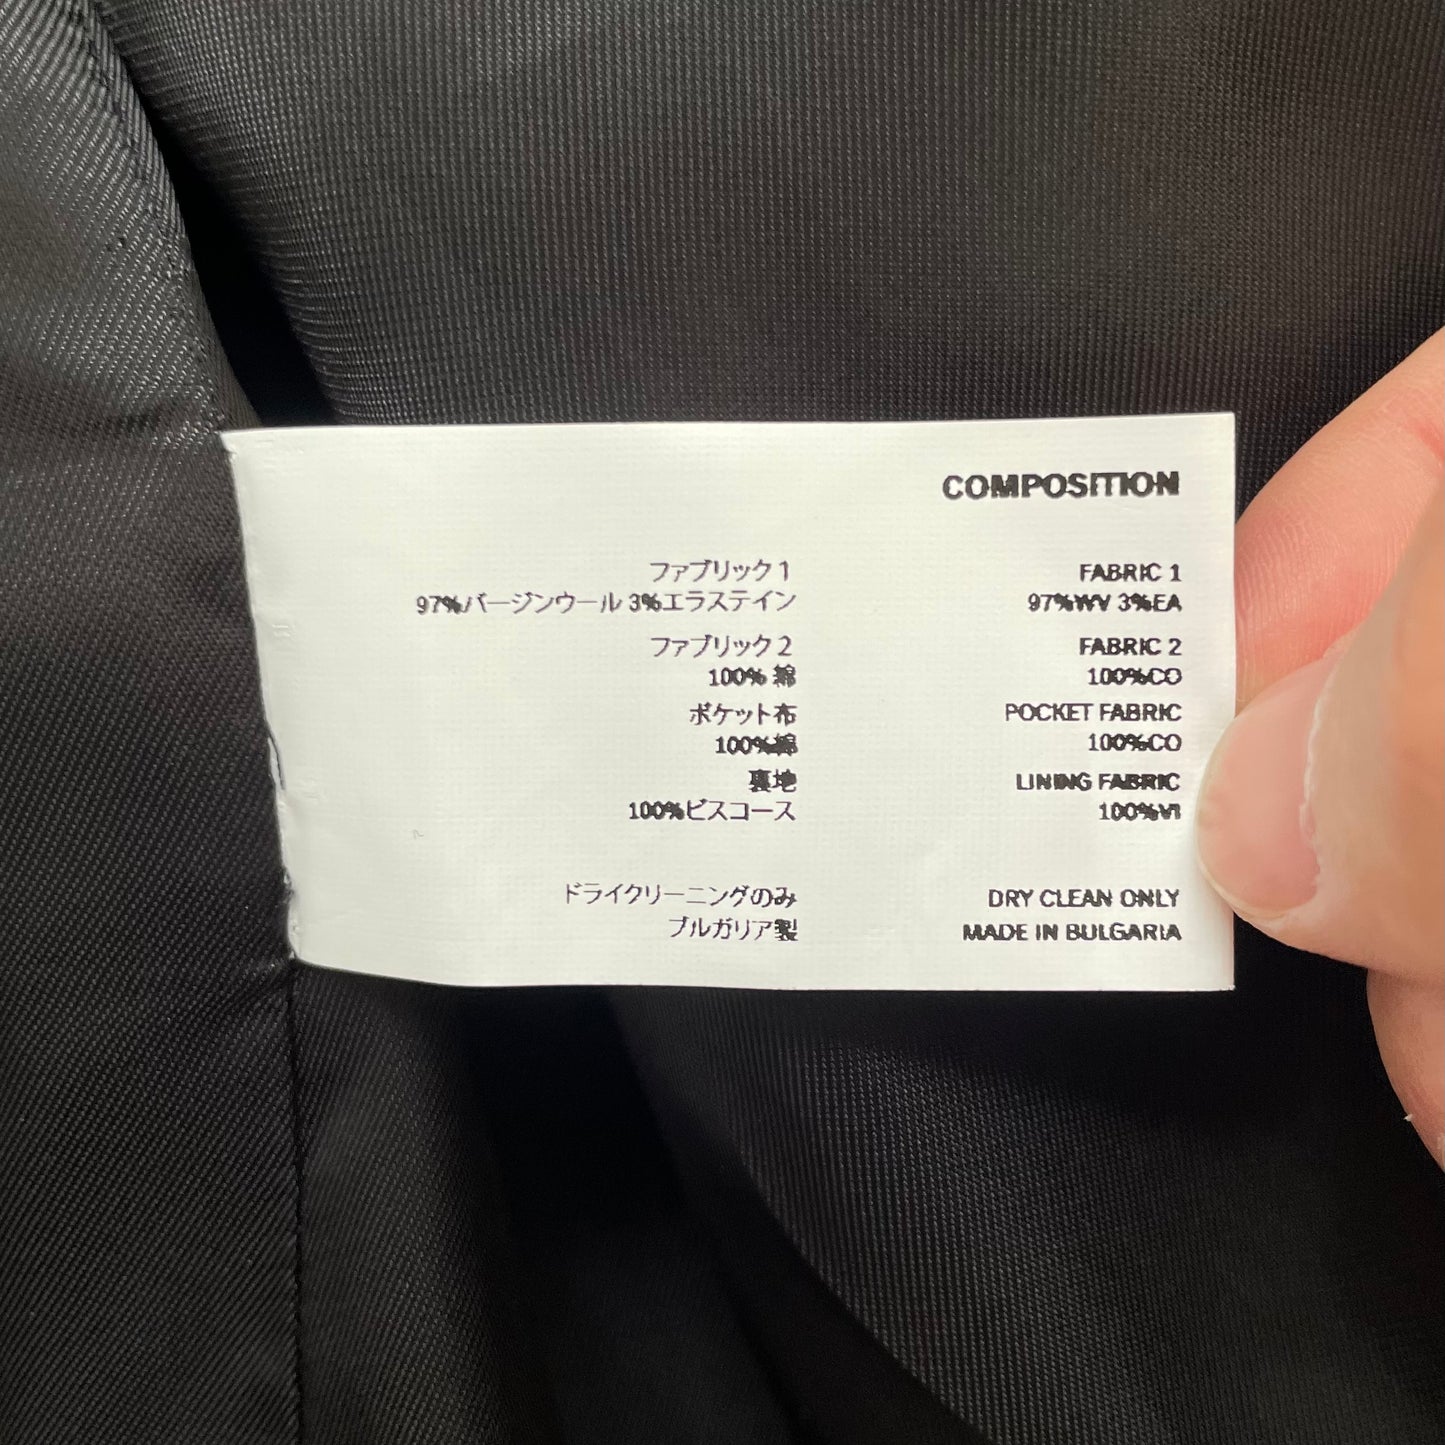 COMPOSITION
ファブリック 1
97%バージンウール 3%エラステイン
ファブリック 2
100% 綿
ポケット布
100%綿
裏地
100%ビスコース
ドライクリーニングのみ
ブルガリア製
FABRIC 1
97%WV 3%EA
FABRIC 2
100%CO
POCKET FABRIC
100%CO
LINING FABRIC
100%VI
DRY CLEAN ONLY
MADE IN BULGARIA